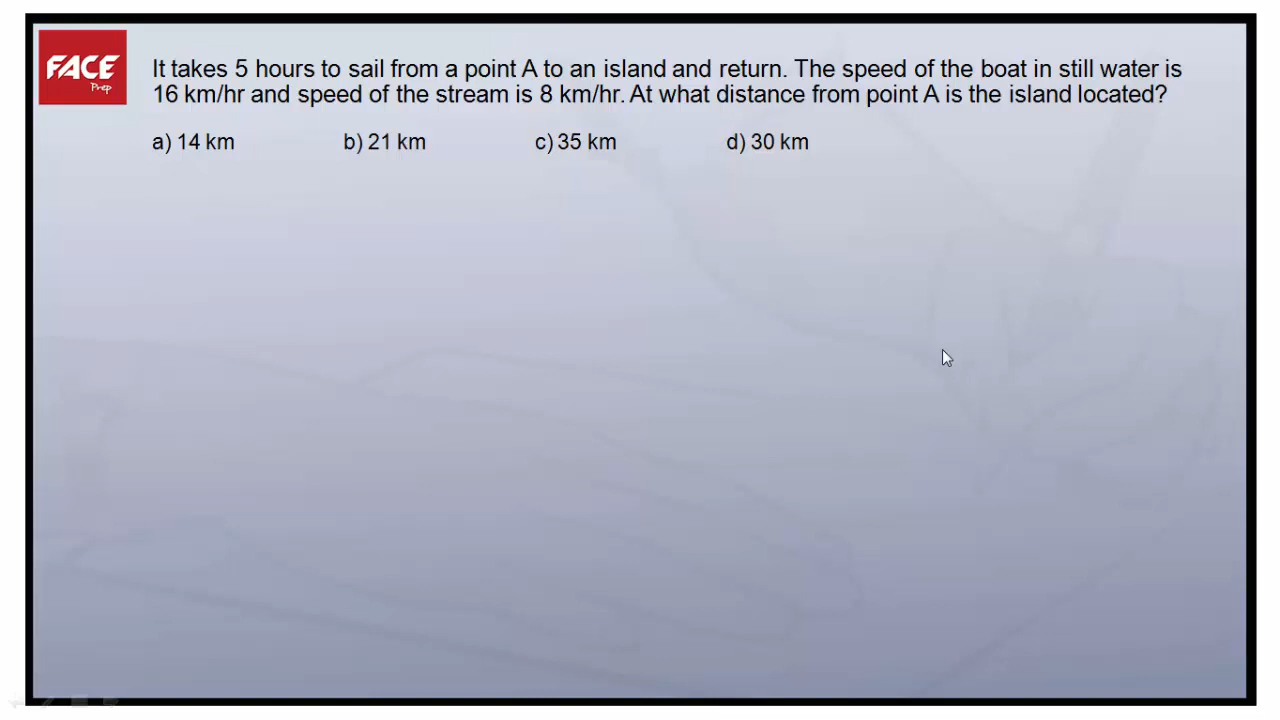 FACE
Prep
It takes 5 hours to sail from a point A to an island and return. The speed of the boat in still water is
16 km/hr and speed of the stream is 8 km/hr. At what distance from point A is the island located?
a) 14 km b) 21 km c) 35 km d) 30 km